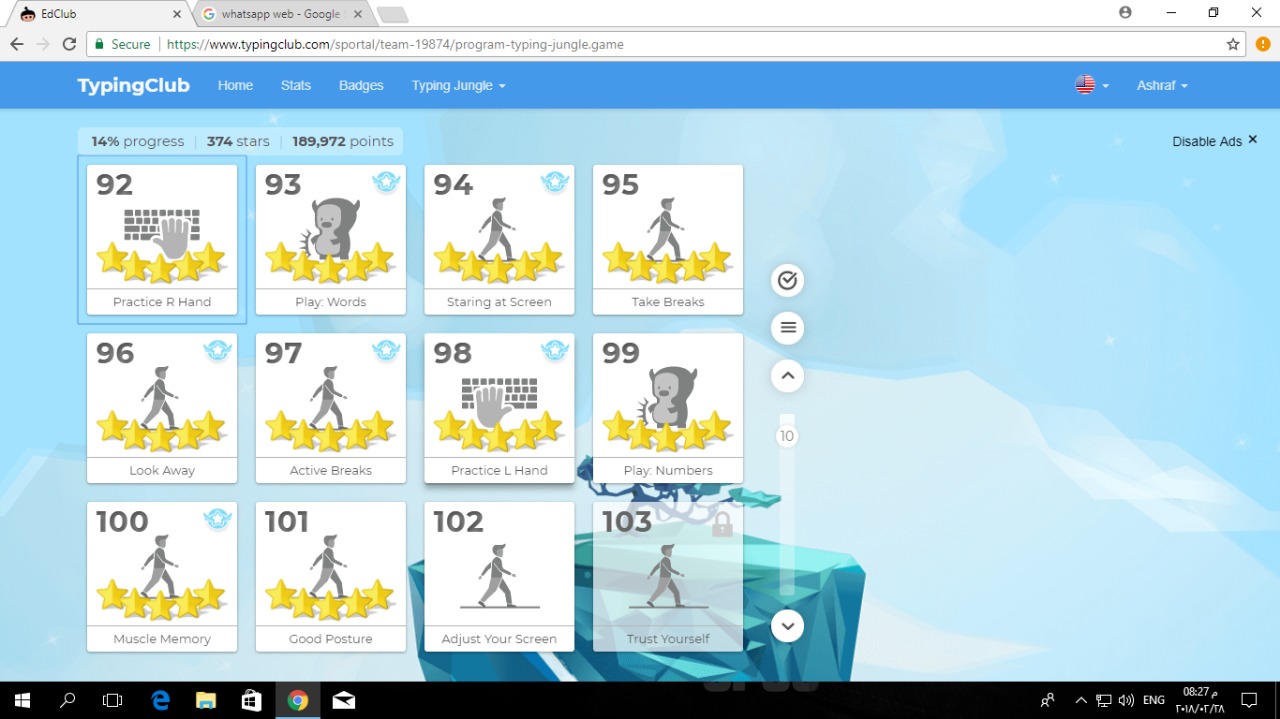 EdClub
whatsapp web - Google
Secure
https://www.typingclub.com/sportal/team-19874/program-typing-jungle.game
TypingClub Home Stats Badges Typing Jungle
Ashraf
14% progress 374 stars 189,972 points
Disable Ads
92 93 94 95
Practice R Hand Play: Words Staring at Screen Take Breaks
96 97 98 99
10
Look Away Active Breaks Practice L Hand Play: Numbers
100 101 102 103
Muscle Memory Good Posture Adjust Your Screen Trust Yourself
ENG
08:27 م
٢٠١٨/٠٢/٢٨